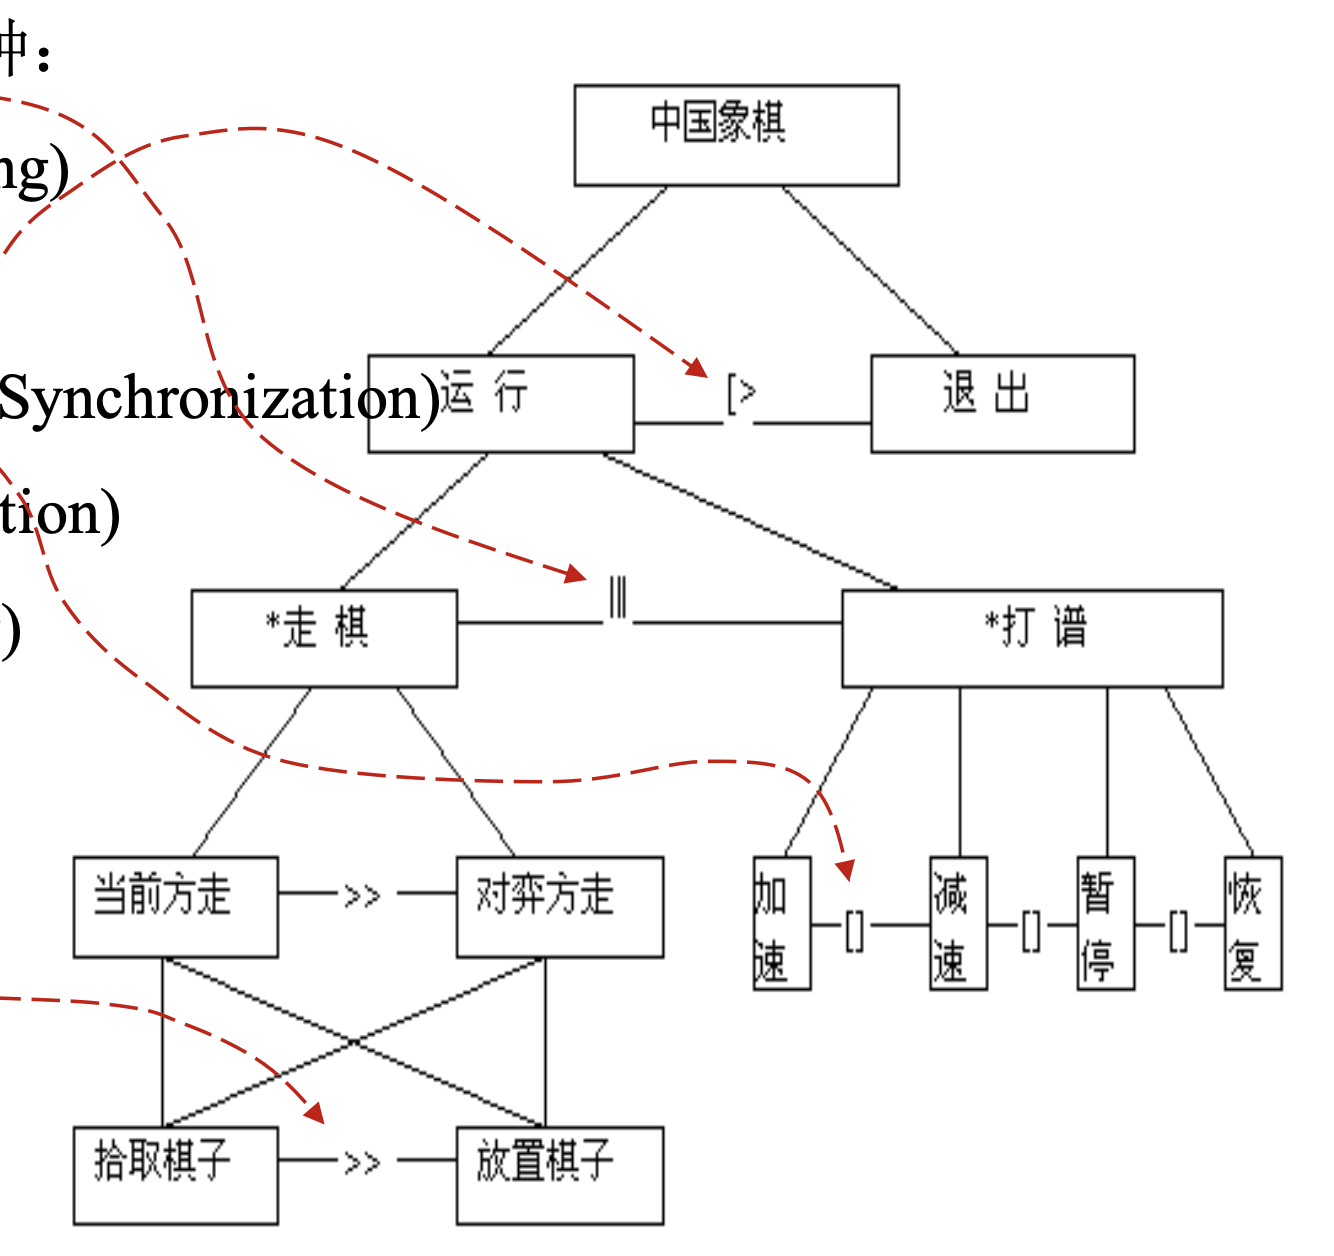 种：
中国象棋
ng)
运 行
[>
退 出
Synchronization)
tion)
*走 棋
|||
*打 谱
)
当前方走
>>
对弈方走
加速
[]
减速
[]
暂停
[]
恢复
拾取棋子
>>
放置棋子